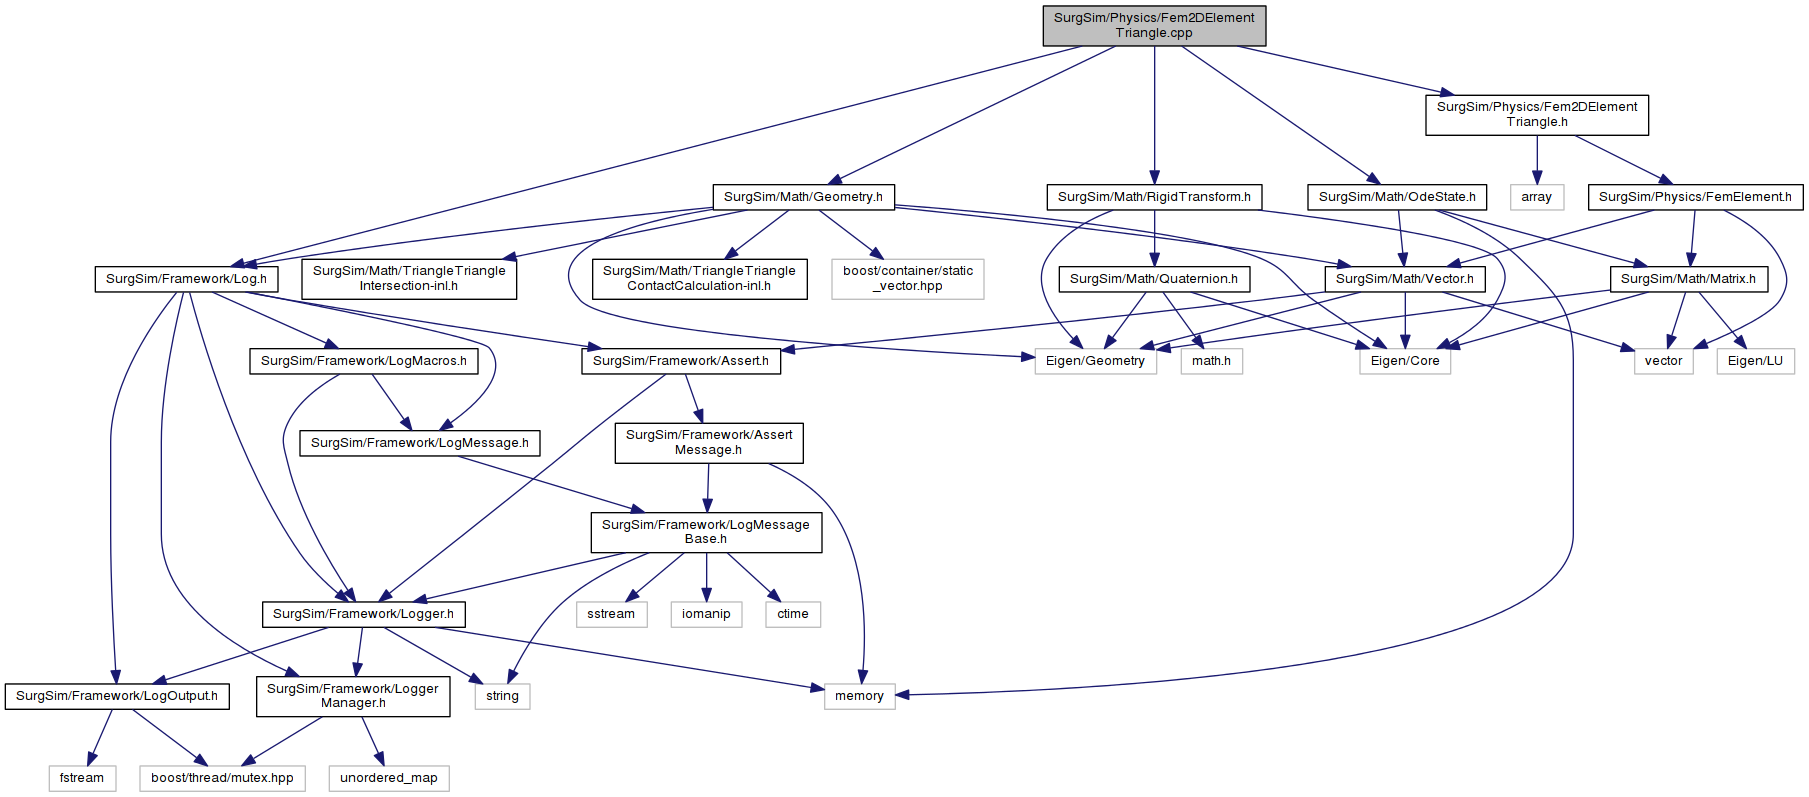 SurgSim/Physics/Fem2DElement
Triangle.cpp
SurgSim/Physics/Fem2DElement
Triangle.h
SurgSim/Math/Geometry.h
SurgSim/Math/RigidTransform.h
SurgSim/Math/OdeState.h
array
SurgSim/Physics/FemElement.h
SurgSim/Framework/Log.h
SurgSim/Math/TriangleTriangle
Intersection-inl.h
SurgSim/Math/TriangleTriangle
ContactCalculation-inl.h
boost/container/static
_vector.hpp
SurgSim/Math/Quaternion.h
SurgSim/Math/Vector.h
SurgSim/Math/Matrix.h
SurgSim/Framework/LogMacros.h
SurgSim/Framework/Assert.h
Eigen/Geometry
math.h
Eigen/Core
vector
Eigen/LU
SurgSim/Framework/LogMessage.h
SurgSim/Framework/Assert
Message.h
SurgSim/Framework/LogMessage
Base.h
SurgSim/Framework/Logger.h
sstream
iomanip
ctime
SurgSim/Framework/LogOutput.h
SurgSim/Framework/Logger
Manager.h
string
memory
fstream
boost/thread/mutex.hpp
unordered_map